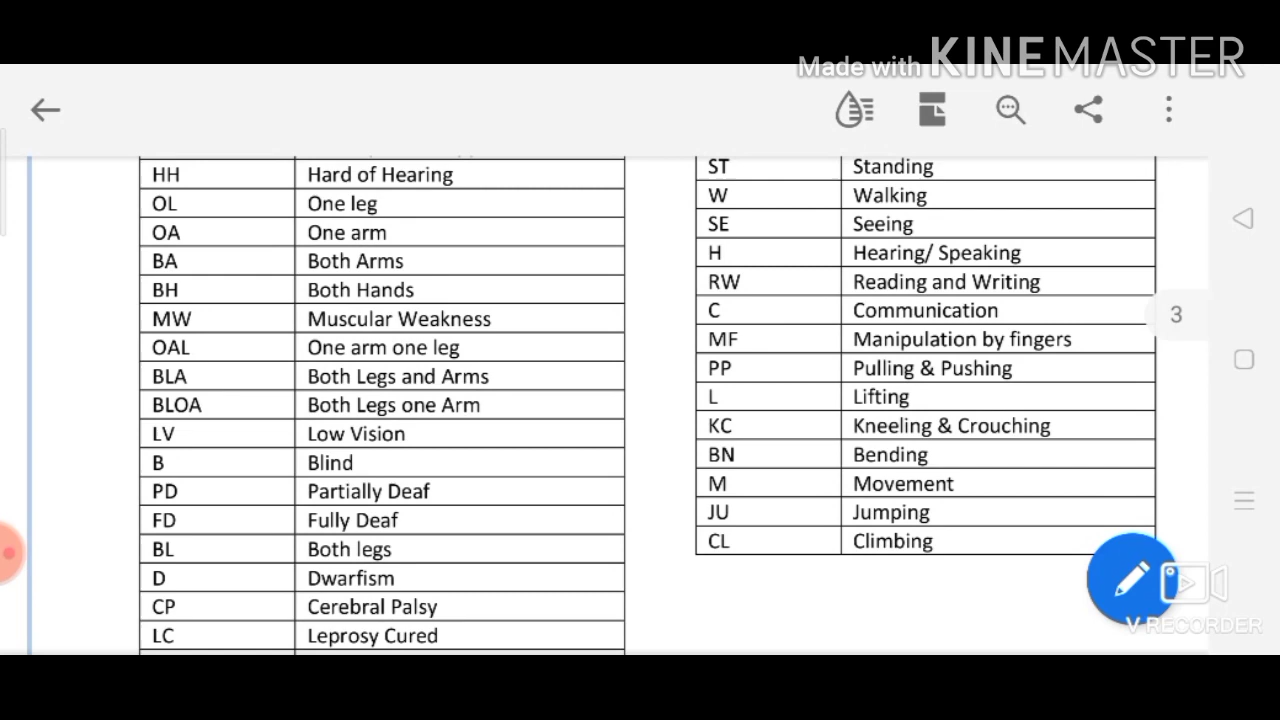 Made with KINEMASTER
HH Hard of Hearing
OL One leg
OA One arm
BA Both Arms
BH Both Hands
MW Muscular Weakness
OAL One arm one leg
BLA Both Legs and Arms
BLOA Both Legs one Arm
LV Low Vision
B Blind
PD Partially Deaf
FD Fully Deaf
BL Both legs
D Dwarfism
CP Cerebral Palsy
LC Leprosy Cured
ST Standing
W Walking
SE Seeing
H Hearing/ Speaking
RW Reading and Writing
C Communication
MF Manipulation by fingers
PP Pulling & Pushing
L Lifting
KC Kneeling & Crouching
BN Bending
M Movement
JU Jumping
CL Climbing
3
V RECORDER